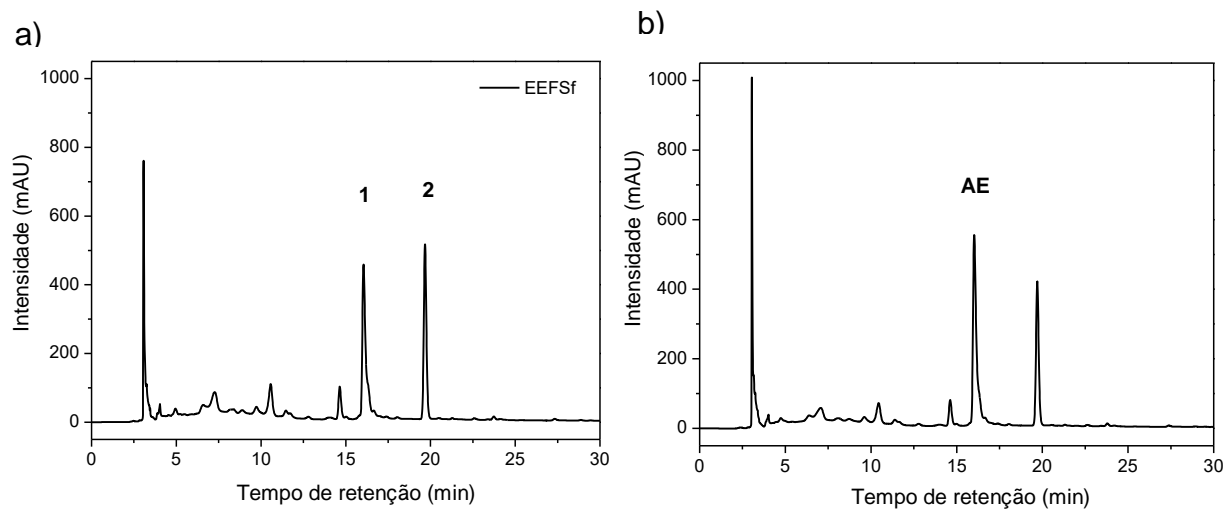 a)
EEFSf
1
2
Intensidade (mAU)
1000
800
600
400
200
0
0 5 10 15 20 25 30
Tempo de retenção (min)
b)
AE
Intensidade (mAU)
1000
800
600
400
200
0
0 5 10 15 20 25 30
Tempo de retenção (min)